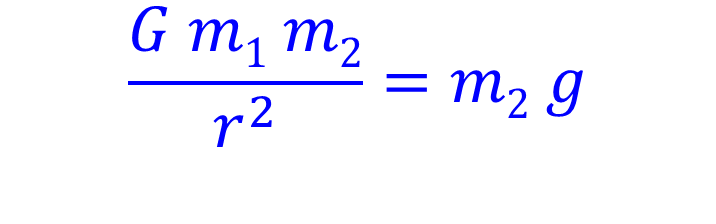 G m₁ m₂
r² = m₂ g